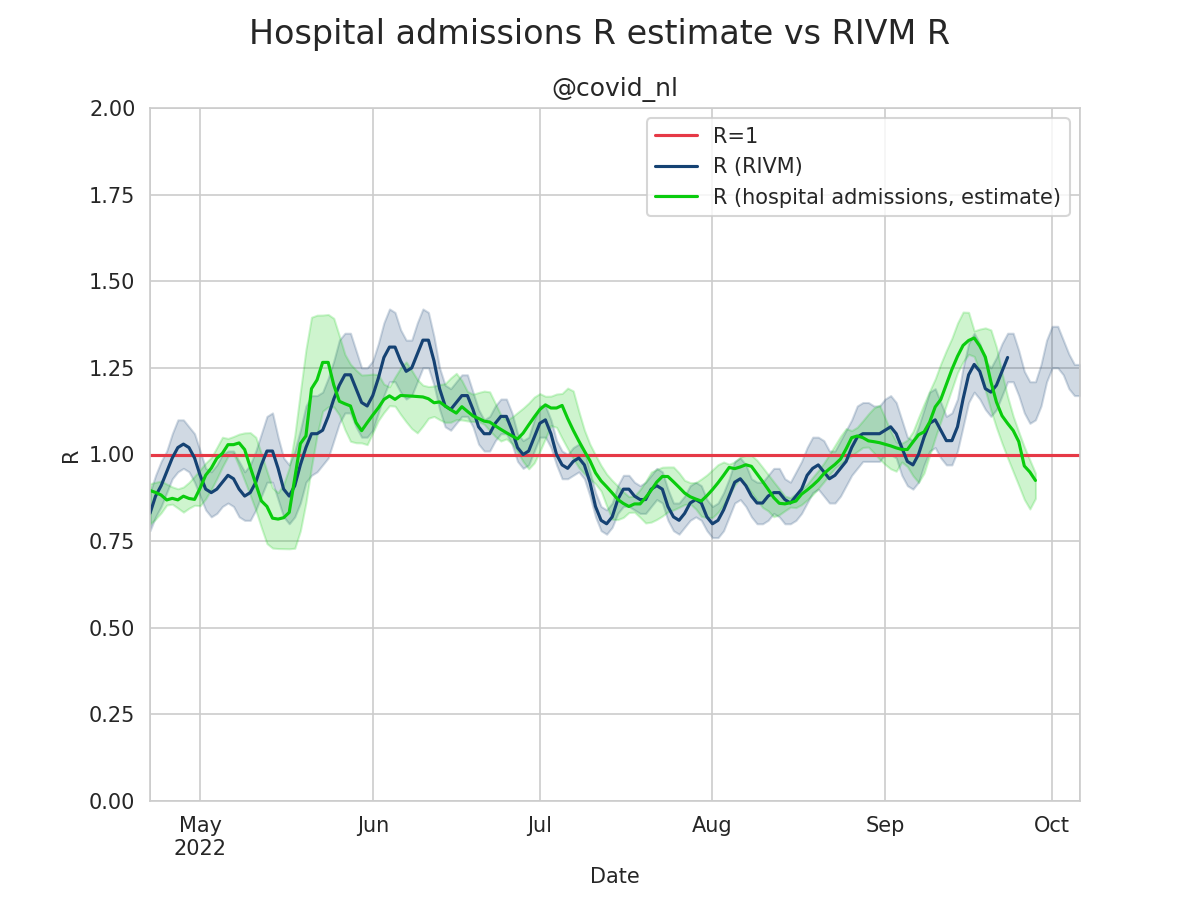 Hospital admissions R estimate vs RIVM R
@covid_nl
R=1
R (RIVM)
R (hospital admissions, estimate)
2.00
1.75
1.50
1.25
1.00
0.75
0.50
0.25
0.00
R
May
2022
Jun
Jul
Aug
Sep
Oct
Date